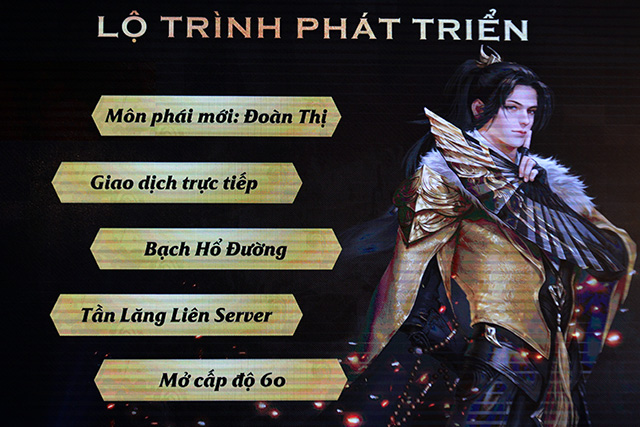 LỘ TRÌNH PHÁT TRIỂN
Môn phái mới: Đoàn Thị
Giao dịch trực tiếp
Bạch Hổ Đường
Tần Lăng Liên Server
Mở cấp độ 60